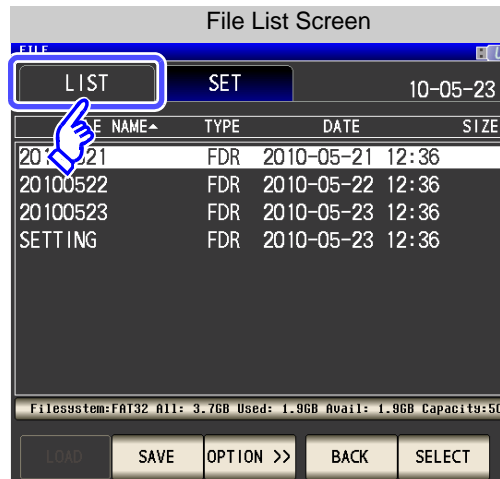 File List Screen
FILE
LIST SET 10-05-23
NAME▲ TYPE DATE SIZE
FDR 2010-05-21 12:36
20100522 FDR 2010-05-22 12:36
20100523 FDR 2010-05-23 12:36
SETTING FDR 2010-05-23 12:36
Filesystem:FAT32 All: 3.7GB Used: 1.9GB Avail: 1.9GB Capacity:50
LOAD SAVE OPTION >> BACK SELECT